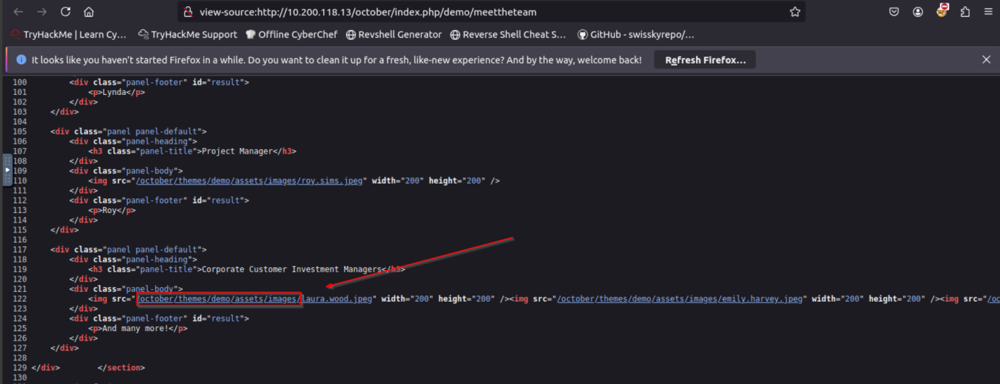 view-source:http://10.200.118.13/october/index.php/demo/meettheteam
TryHackMe | Learn Cy... TryHackMe Support Offline CyberChef Revshell Generator Reverse Shell Cheat S... GitHub - swisskyrepo/...
It looks like you haven't started Firefox in a while. Do you want to clean it up for a fresh, like-new experience? And by the way, welcome back! Refresh Firefox...
100 <div class="panel-footer" id="result">
101 <p>Lynda</p>
102 </div>
103 </div>
104
105 <div class="panel panel-default">
106 <div class="panel-heading">
107 <h3 class="panel-title">Project Manager</h3>
108 </div>
109 <div class="panel-body">
110 <img src="/october/themes/demo/assets/images/roy.sims.jpeg" width="200" height="200" />
111 </div>
112 <div class="panel-footer" id="result">
113 <p>Roy</p>
114 </div>
115 </div>
116
117 <div class="panel panel-default">
118 <div class="panel-heading">
119 <h3 class="panel-title">Corporate Customer Investment Managers</h3>
120 </div>
121 <div class="panel-body">
122 <img src="/october/themes/demo/assets/images/laura.wood.jpeg" width="200" height="200" /><img src="/october/themes/demo/assets/images/emily.harvey.jpeg" width="200" height="200" /><img src="/oc
123 </div>
124 <div class="panel-footer" id="result">
125 <p>And many more!</p>
126 </div>
127 </div>
128
129 </div> </section>
130